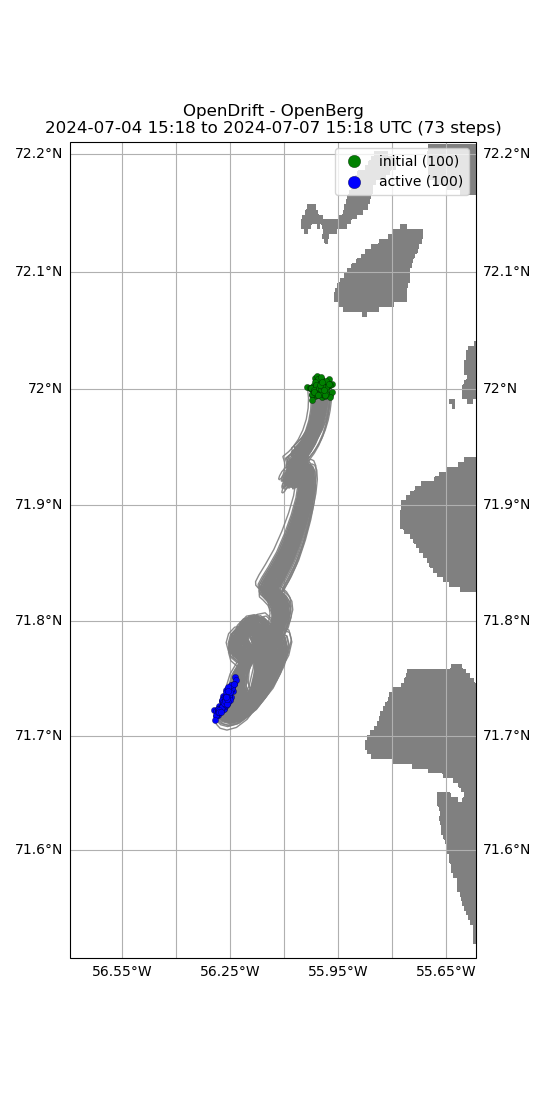 OpenDrift - OpenBerg
2024-07-04 15:18 to 2024-07-07 15:18 UTC (73 steps)
initial (100)
active (100)
72.2°N 72.2°N
72.1°N 72.1°N
72°N 72°N
71.9°N 71.9°N
71.8°N 71.8°N
71.7°N 71.7°N
71.6°N 71.6°N
56.55°W 56.25°W 55.95°W 55.65°W